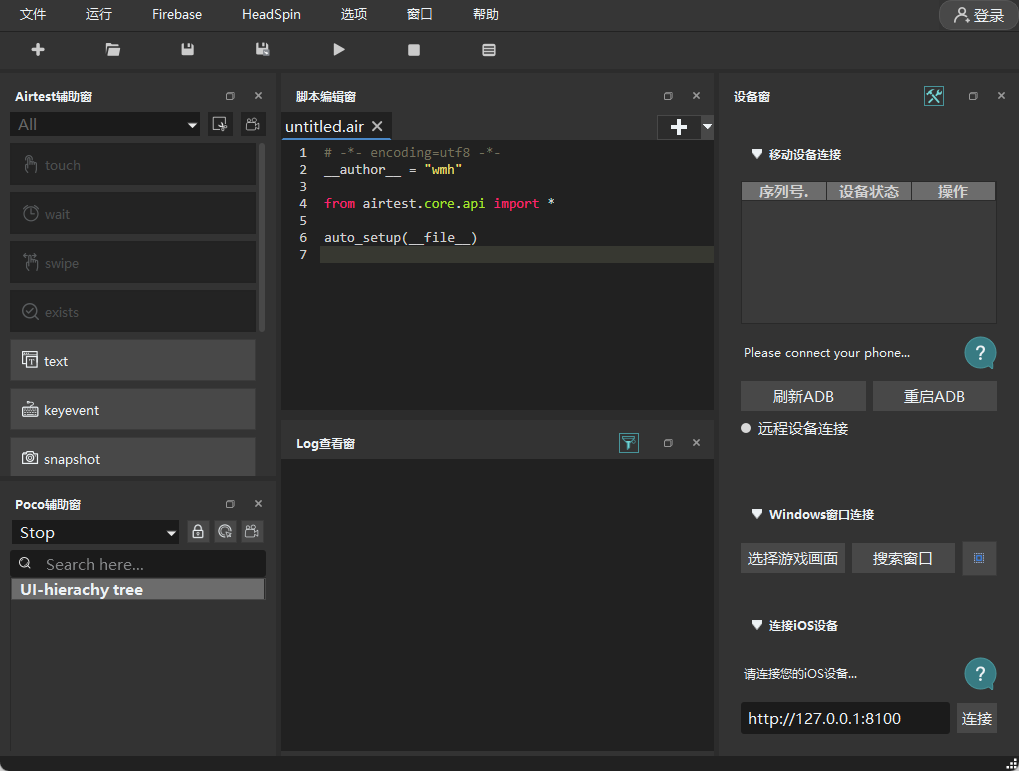 文件 运行 Firebase HeadSpin 选项 窗口 帮助 登录
Airtest辅助窗
All
touch
wait
swipe
exists
text
keyevent
snapshot
Poco辅助窗
Stop
Search here...
UI-hierachy tree
脚本编辑窗
untitled.air
1 # -*- encoding=utf8 -*-
2 __author__ = "wmh"
3
4 from airtest.core.api import *
5
6 auto_setup(__file__)
7
Log查看窗
设备窗
移动设备连接
序列号. 设备状态 操作
Please connect your phone...
?
刷新ADB 重启ADB
远程设备连接
Windows窗口连接
选择游戏画面 搜索窗口
连接iOS设备
请连接您的iOS设备...
?
http://127.0.0.1:8100 连接